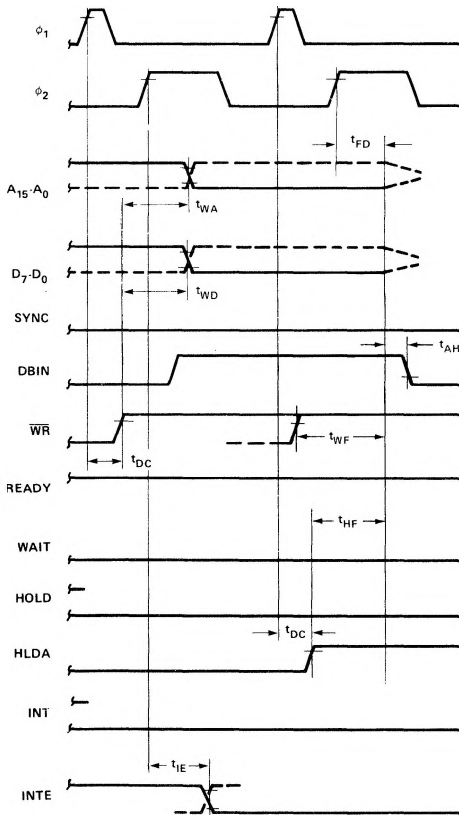 ϕ1
ϕ2
tFD
A15-A0
tWA
D7-D0
tWD
SYNC
tAH
DBIN
WR
tDC
tWF
READY
tHF
WAIT
HOLD
tDC
HLDA
INT
tIE
INTE